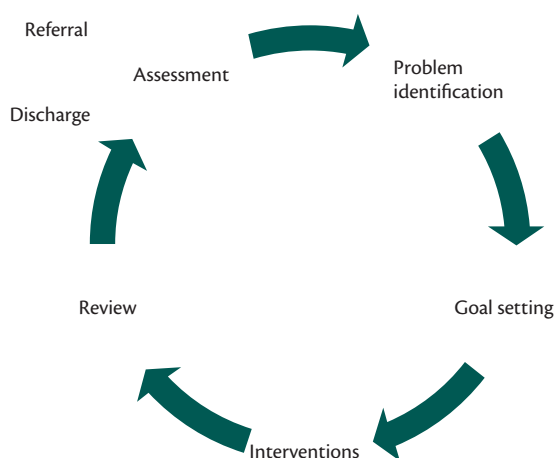 Referral
Assessment
Problem
identification
Discharge
Review
Goal setting
Interventions